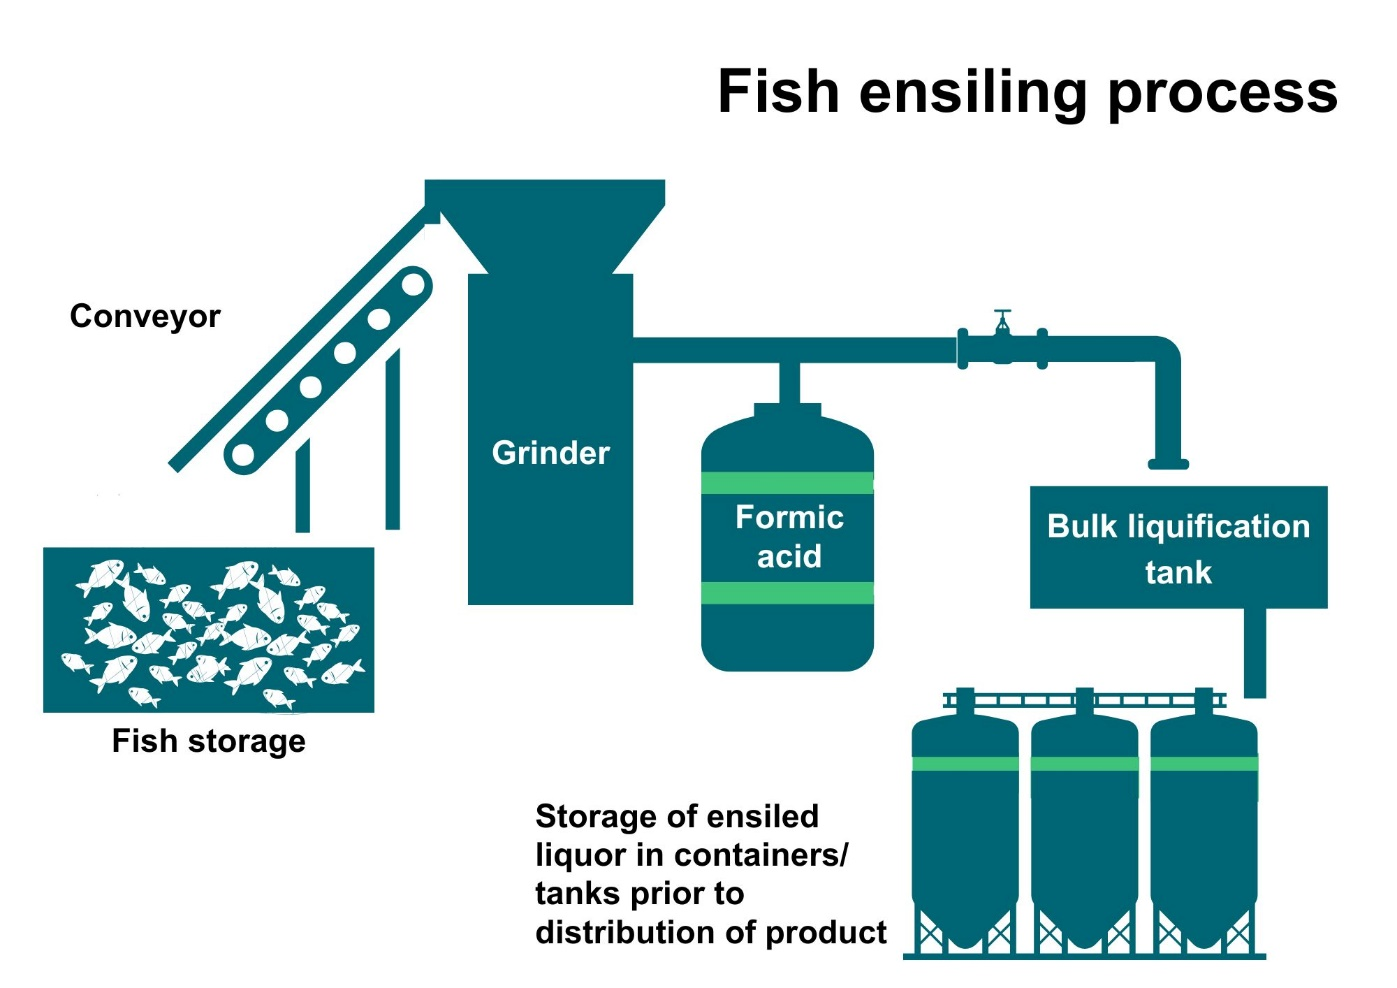 Fish ensiling process
Conveyor
Grinder
Formic
acid
Bulk liquification
tank
Fish storage
Storage of ensiled
liquor in containers/
tanks prior to
distribution of product